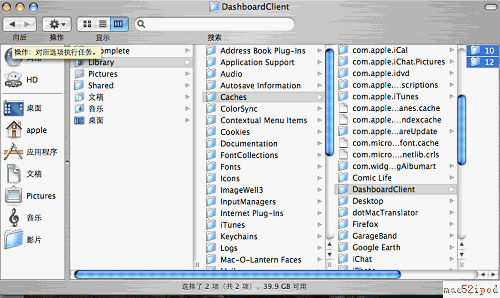 DashboardClient
向后
操作
显示
搜索
操作: 对所选项执行任务。
网络
HD
桌面
apple
应用程序
文稿
Pictures
音乐
影片
Library
Pictures
Shared
文稿
音乐
桌面
Address Book Plug-Ins
Application Support
Audio
Autosave Information
Caches
ColorSync
Contextual Menu Items
Cookies
Documentation
FontCollections
Fonts
Icons
ImageWell3
InputManagers
Internet Plug-Ins
iTunes
Keychains
Logs
Mac-O-Lantern Faces
com.apple.iCal
com.apple.iChat.Pictures
com.apple.idvd
com.apple....scriptions
com.apple.iTunes
com.apple....anes.cache
com.apple....ndexcache
com.apple....areUpdate
com.micro...font.cache
com.micro...netlib.crls
com.widg...gAlbumart
Comic Life
DashboardClient
Desktop
dotMacTranslator
Firefox
GarageBand
Google Earth
iChat
iPhoto
10
12
选择了 2 项（共 2 项），39.9 GB 可用
mac52ipod